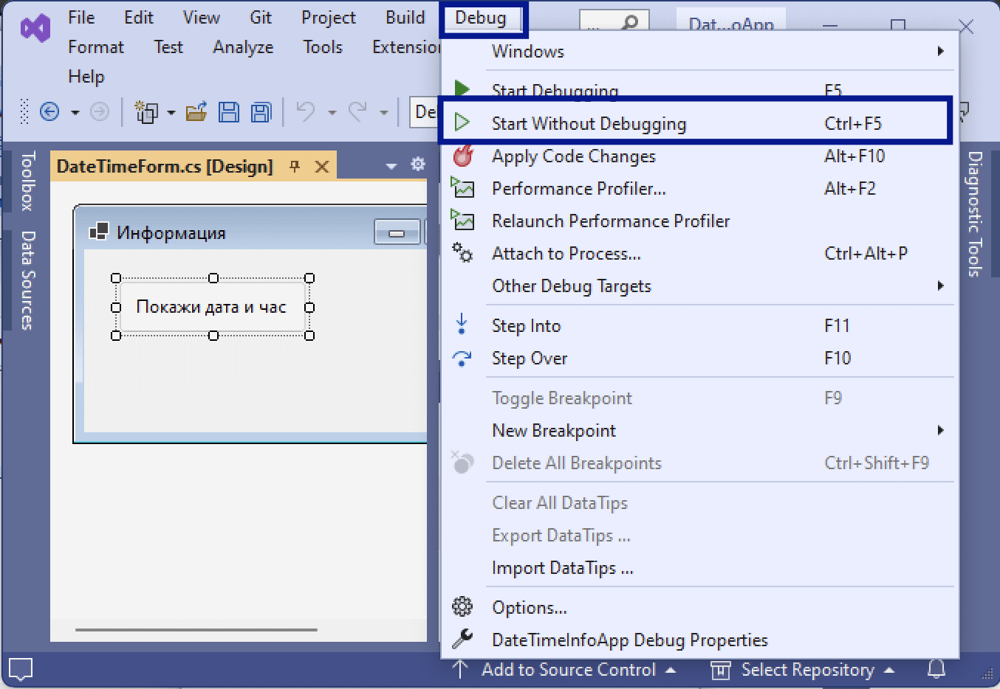 File Edit View Git Project Build Debug
... Dat...oApp
Format Test Analyze Tools
Help
DateTimeForm.cs [Design]
Toolbox
Data Sources
Информация
Покажи дата и час
Windows
Start Debugging F5
Start Without Debugging Ctrl+F5
Apply Code Changes Alt+F10
Performance Profiler... Alt+F2
Relaunch Performance Profiler
Attach to Process... Ctrl+Alt+P
Other Debug Targets
Step Into F11
Step Over F10
Toggle Breakpoint F9
New Breakpoint
Delete All Breakpoints Ctrl+Shift+F9
Clear All DataTips
Export DataTips ...
Import DataTips ...
Options...
DateTimeInfoApp Debug Properties
Diagnostic Tools
Add to Source Control Select Repository